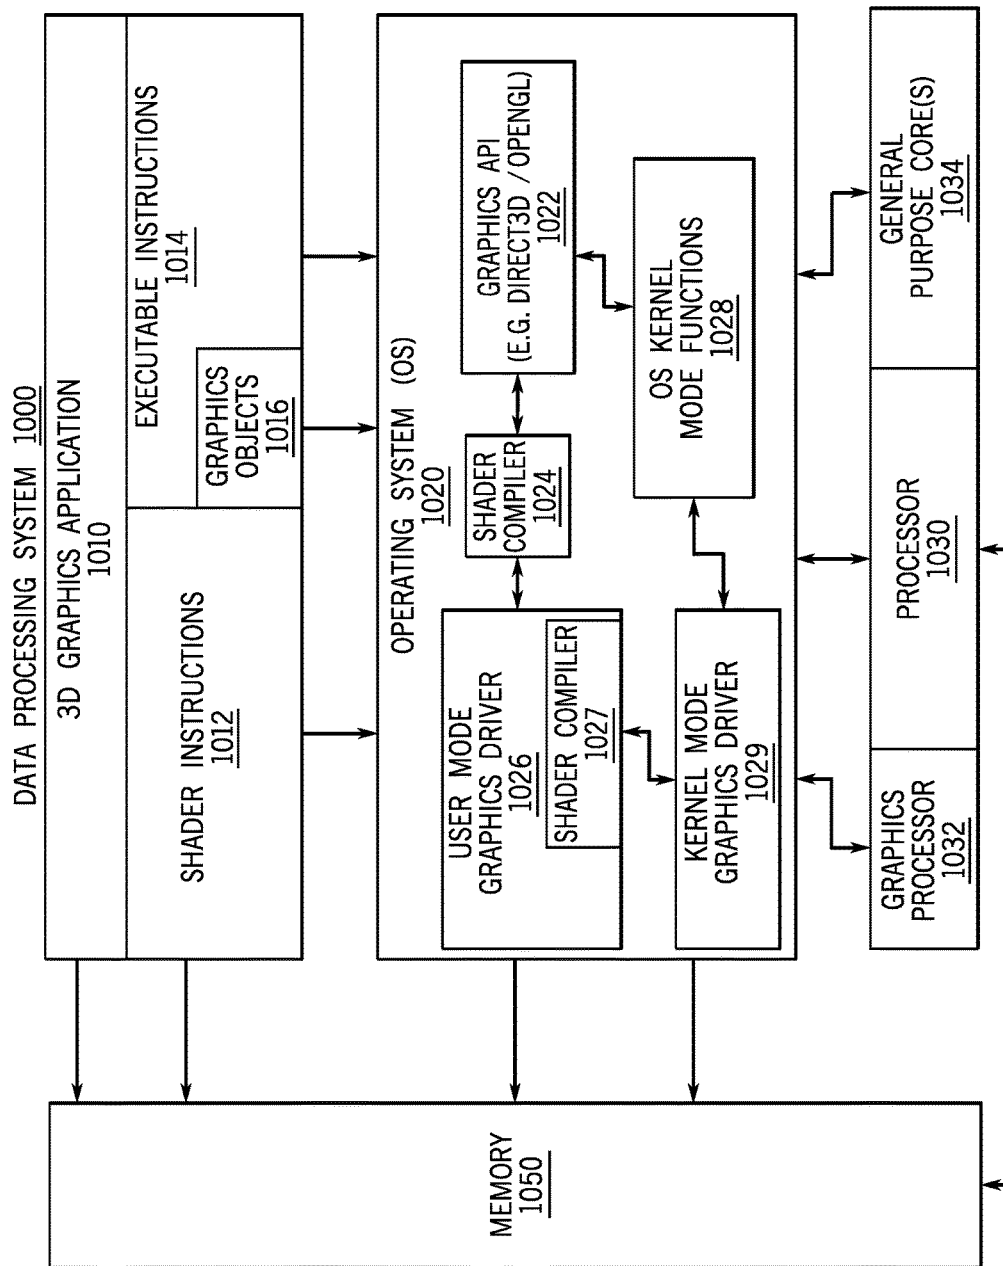 DATA PROCESSING SYSTEM 1000
3D GRAPHICS APPLICATION
1010
SHADER INSTRUCTIONS
1012
EXECUTABLE INSTRUCTIONS
1014
GRAPHICS
OBJECTS
1016
OPERATING SYSTEM (OS)
1020
USER MODE
GRAPHICS DRIVER
1026
SHADER COMPILER
1027
SHADER
COMPILER
1024
GRAPHICS API
(E.G. DIRECT3D /OPENGL)
1022
KERNEL MODE
GRAPHICS DRIVER
1029
OS KERNEL
MODE FUNCTIONS
1028
GRAPHICS
PROCESSOR
1032
PROCESSOR
1030
GENERAL
PURPOSE CORE(S)
1034
MEMORY
1050